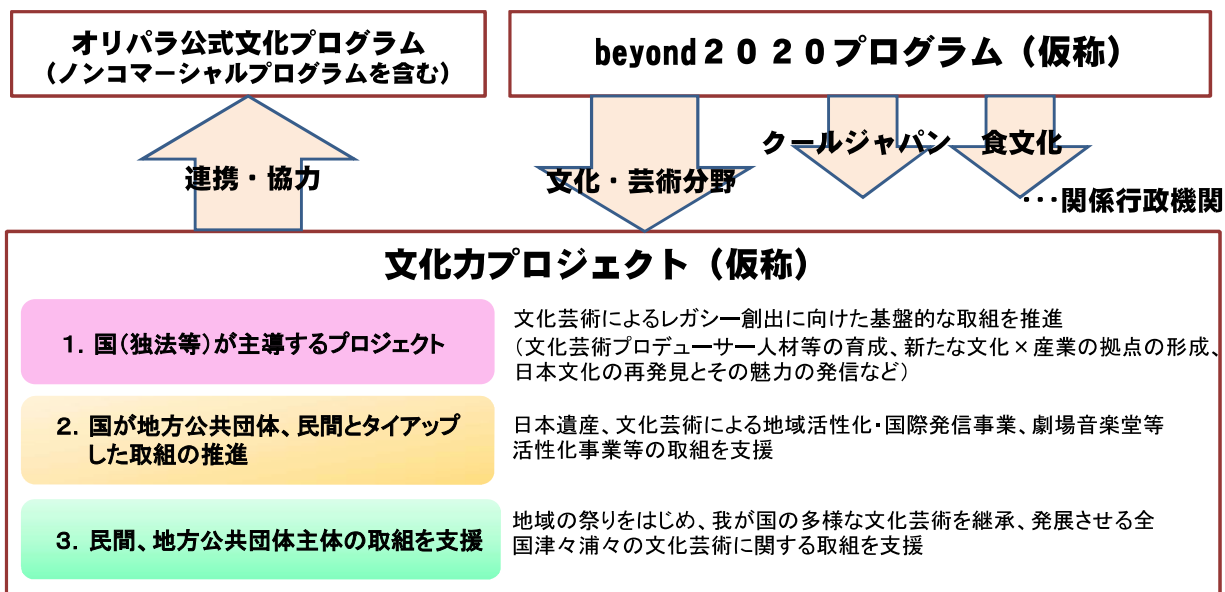 オリパラ公式文化プログラム
（ノンコマーシャルプログラムを含む）
beyond２０２０プログラム（仮称）
連携・協力
文化・芸術分野
クールジャパン
食文化
･･･関係行政機関
文化力プロジェクト（仮称）
１．国（独法等）が主導するプロジェクト
文化芸術によるレガシー創出に向けた基盤的な取組を推進
（文化芸術プロデューサー人材等の育成、新たな文化×産業の拠点の形成、
日本文化の再発見とその魅力の発信など）
２．国が地方公共団体、民間とタイアップ
した取組の推進
日本遺産、文化芸術による地域活性化・国際発信事業、劇場音楽堂等
活性化事業等の取組を支援
３．民間、地方公共団体主体の取組を支援
地域の祭りをはじめ、我が国の多様な文化芸術を継承、発展させる全
国津々浦々の文化芸術に関する取組を支援